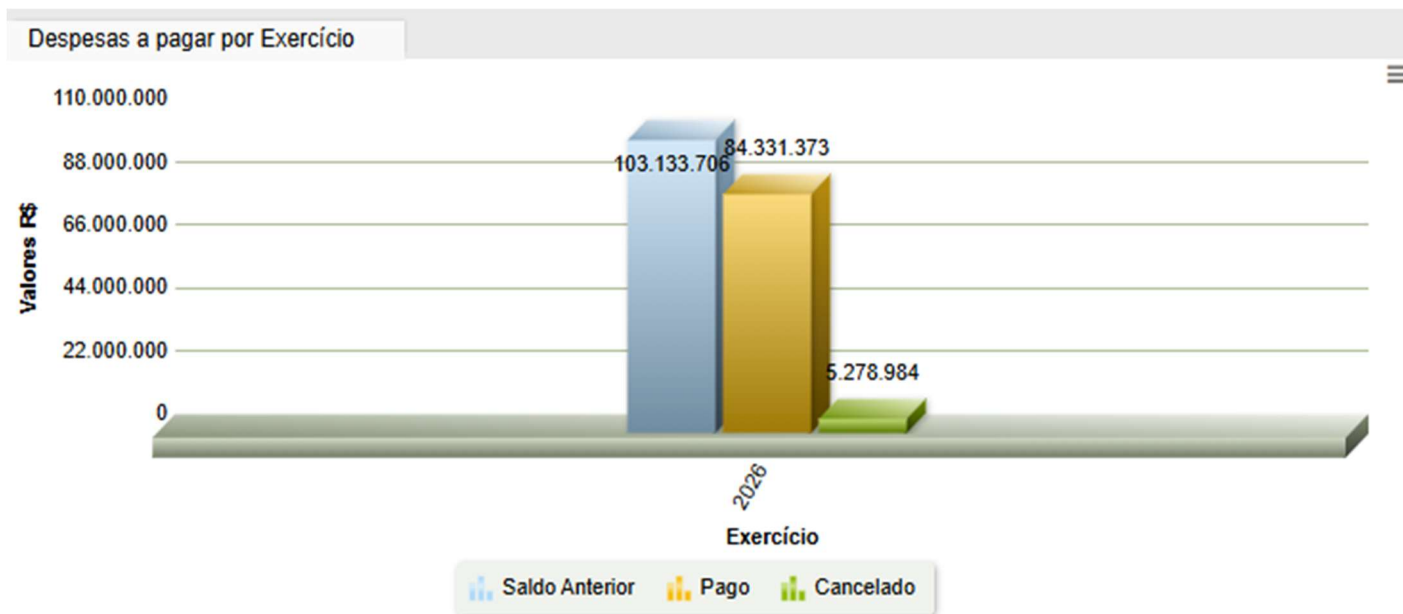 Despesas a pagar por Exercício
110.000.000
88.000.000
66.000.000
44.000.000
22.000.000
0
Valores R$
103.133.706
84.331.373
5.278.984
2026
Exercício
Saldo Anterior Pago Cancelado